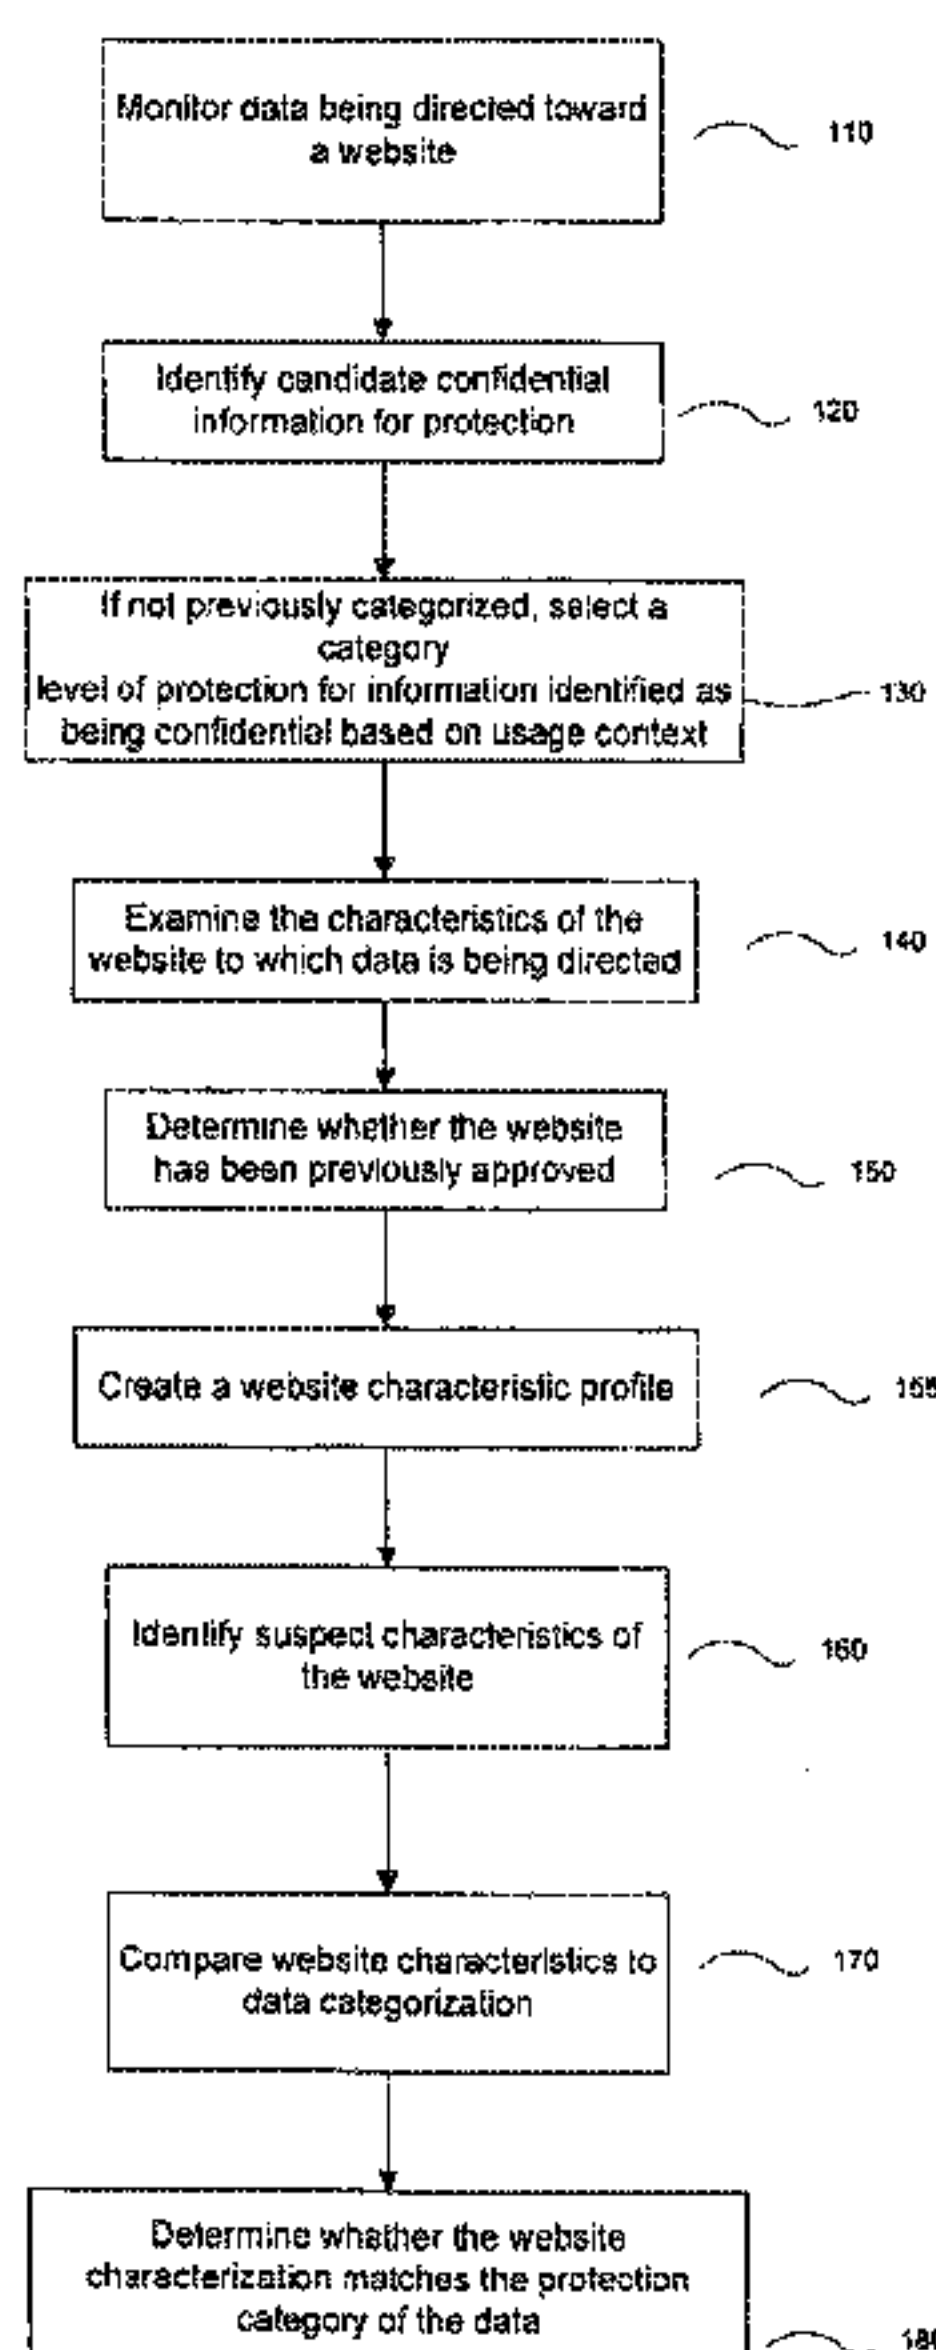 Monitor data being directed toward
a website
110
Identify candidate confidential
information for protection
120
If not previously categorized, select a
category
level of protection for information identified as
being confidential based on usage context
130
Examine the characteristics of the
website to which data is being directed
140
Determine whether the website
has been previously approved
150
Create a website characteristic profile
155
Identify suspect characteristics of
the website
160
Compare website characteristics to
data categorization
170
Determine whether the website
characterization matches the protection
category of the data
180